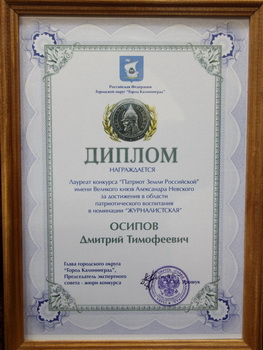 Российская Федерация
Городской округ "Город Калининград"
ДИПЛОМ
НАГРАЖДАЕТСЯ
Лауреат конкурса "Патриот Земли Российской"
имени Великого князя Александра Невского
за достижения в области
патриотического воспитания
в номинации "ЖУРНАЛИСТСКАЯ"
ОСИПОВ
Дмитрий Тимофеевич
Глава городского округа
"Город Калининград",
Председатель экспертного
совета - жюри конкурса